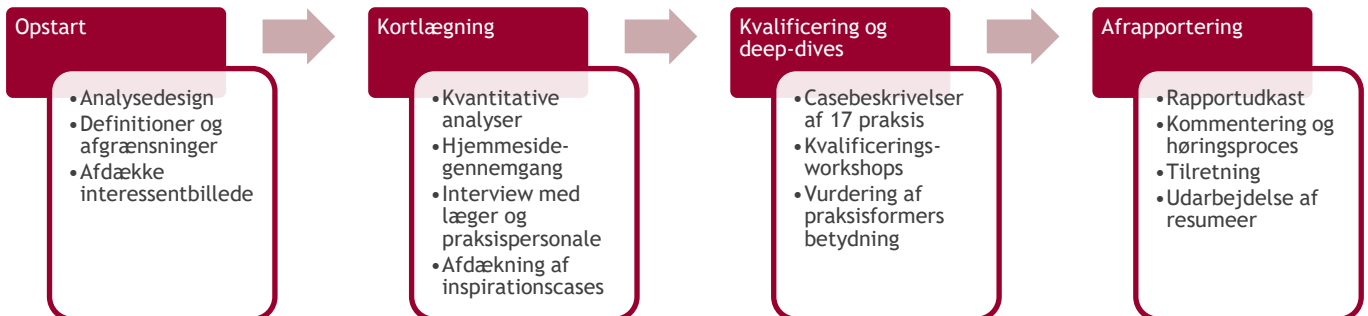 Opstart
• Analysedesign
• Definitioner og
afgrænsninger
• Afdække
interessentbillede
Kortlægning
• Kvantitative
analyser
• Hjemmeside-
gennemgang
• Interview med
læger og
praksispersonale
• Afdækning af
inspirationscases
Kvalificering og
deep-dives
• Casebeskrivelser
af 17 praksis
• Kvalificerings-
workshops
• Vurdering af
praksisformers
betydning
Afrapportering
• Rapportudkast
• Kommentering og
høringsproces
• Tilretning
• Udarbejdelse af
resumeer